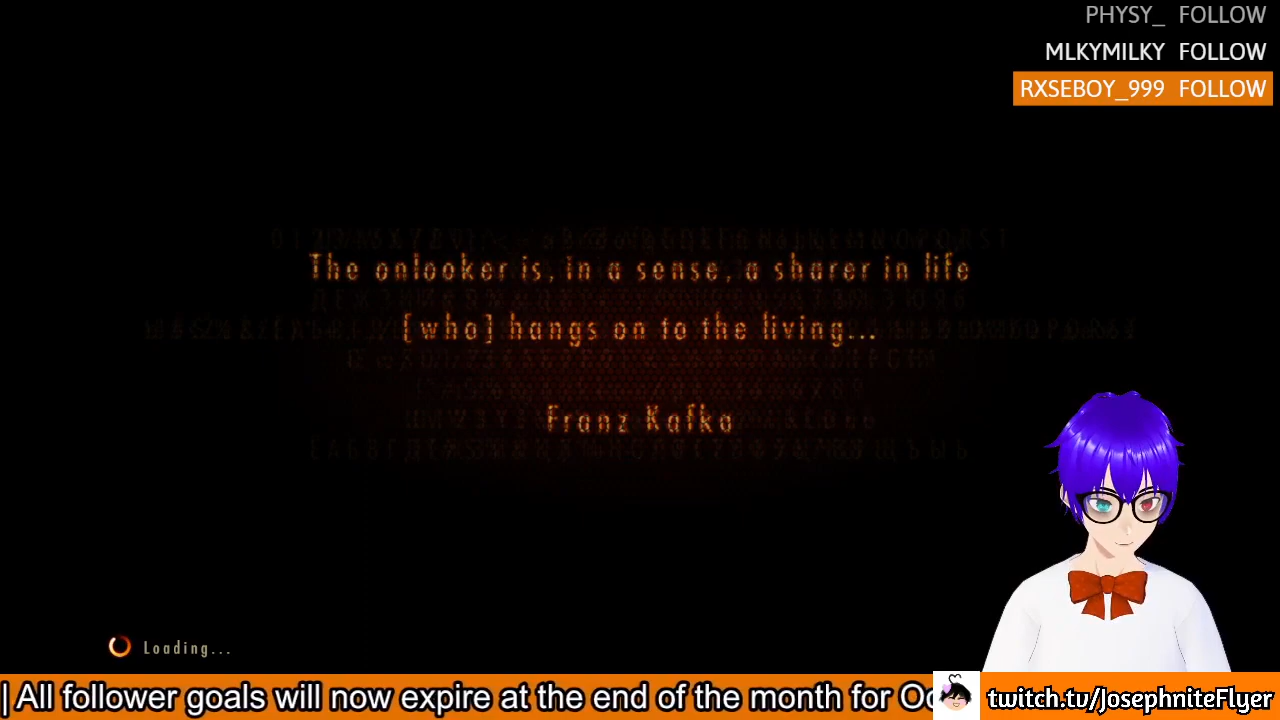 PHYSY_ FOLLOW
MLKYMILKY FOLLOW
RXSEBOY_999 FOLLOW
The onlooker is, in a sense, a sharer in life
[who] hangs on to the living...
Franz Kafka
Loading...
| All follower goals will now expire at the end of the month for
twitch.tv/JosephniteFlyer